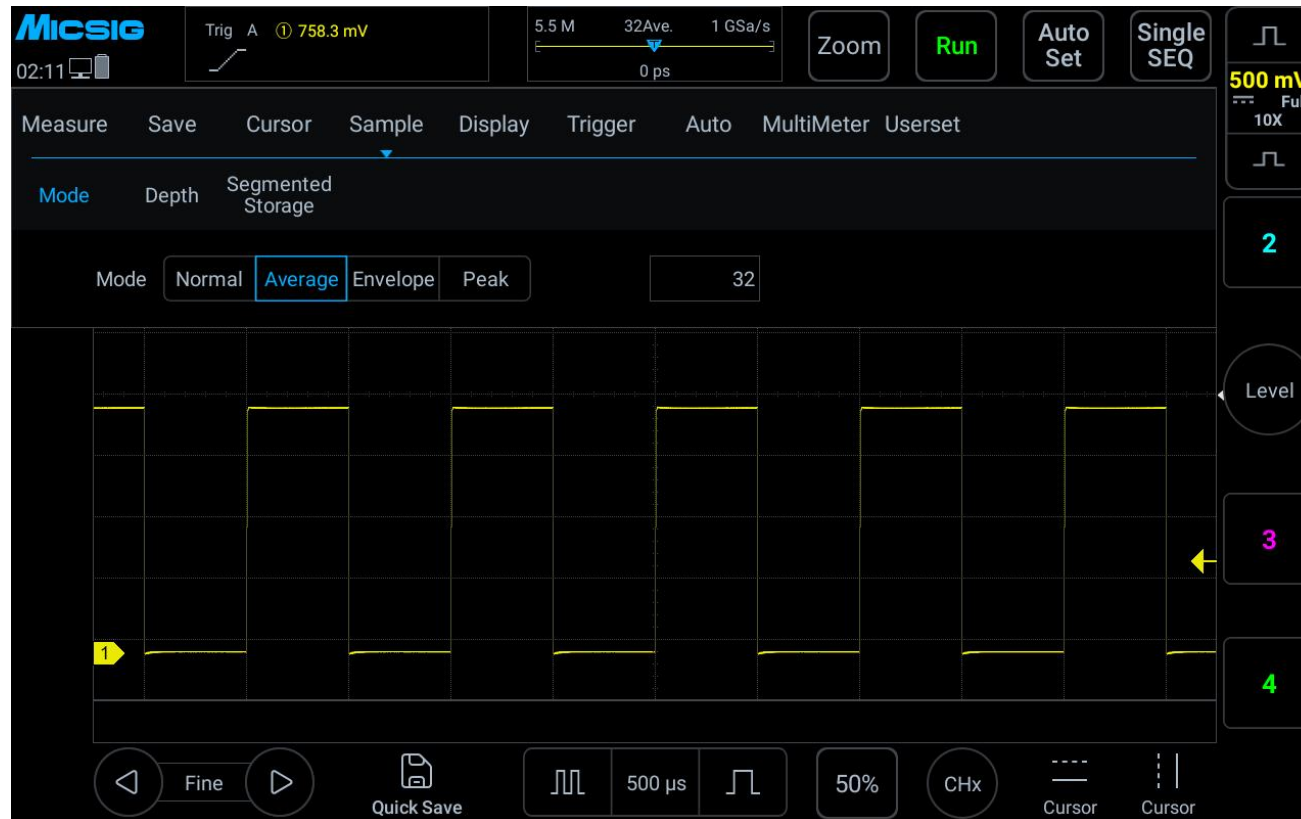 MICSIG
02:11
Trig A ① 758.3 mV
5.5 M 32Ave. 1 GSa/s
T
0 ps
Zoom
Run
Auto
Set
Single
SEQ
500 mV
10X
Measure Save Cursor Sample Display Trigger Auto MultiMeter Userset
Mode Depth Segmented
Storage
Mode Normal Average Envelope Peak 32
2
Level
1
3
4
Fine
Quick Save
500 μs
50%
CHx
Cursor
Cursor